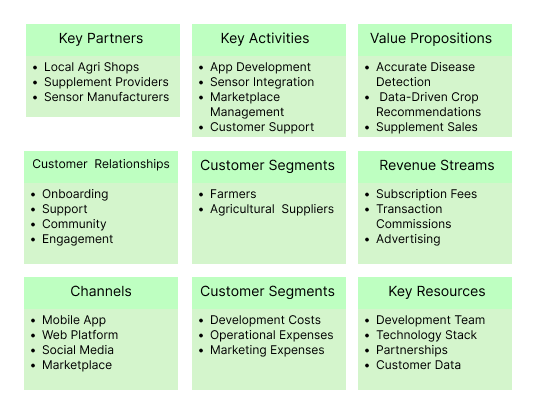 Key Partners
• Local Agri Shops
• Supplement Providers
• Sensor Manufacturers
Key Activities
• App Development
• Sensor Integration
• Marketplace
Management
• Customer Support
Value Propositions
• Accurate Disease
Detection
• Data-Driven Crop
Recommendations
• Supplement Sales
Customer Relationships
• Onboarding
• Support
• Community
• Engagement
Customer Segments
• Farmers
• Agricultural Suppliers
Revenue Streams
• Subscription Fees
• Transaction
Commissions
• Advertising
Channels
• Mobile App
• Web Platform
• Social Media
• Marketplace
Customer Segments
• Development Costs
• Operational Expenses
• Marketing Expenses
Key Resources
• Development Team
• Technology Stack
• Partnerships
• Customer Data